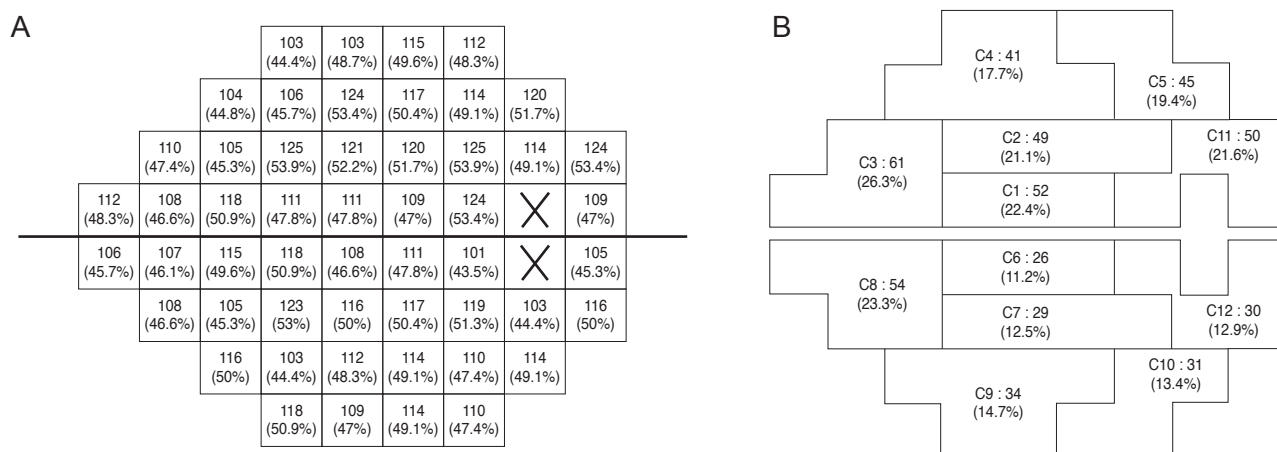 A
103 103 115 112
(44.4%) (48.7%) (49.6%) (48.3%)
104 106 124 117 114 120
(44.8%) (45.7%) (53.4%) (50.4%) (49.1%) (51.7%)
110 105 125 121 120 125 114 124
(47.4%) (45.3%) (53.9%) (52.2%) (51.7%) (53.9%) (49.1%) (53.4%)
112 108 118 111 111 109 124 109
(48.3%) (46.6%) (50.9%) (47.8%) (47.8%) (47%) (53.4%) (47%)
106 107 115 118 108 111 101 105
(45.7%) (46.1%) (49.6%) (50.9%) (46.6%) (47.8%) (43.5%) (45.3%)
108 105 123 116 117 119 103 116
(46.6%) (45.3%) (53%) (50%) (50.4%) (51.3%) (44.4%) (50%)
116 103 112 114 110 114
(50%) (44.4%) (48.3%) (49.1%) (47.4%) (49.1%)
118 109 114 110
(50.9%) (47%) (49.1%) (47.4%)
B
C4 : 41
(17.7%)
C5 : 45
(19.4%)
C3 : 61
(26.3%)
C2 : 49
(21.1%)
C11 : 50
(21.6%)
C1 : 52
(22.4%)
C8 : 54
(23.3%)
C6 : 26
(11.2%)
C7 : 29
(12.5%)
C12 : 30
(12.9%)
C9 : 34
(14.7%)
C10 : 31
(13.4%)